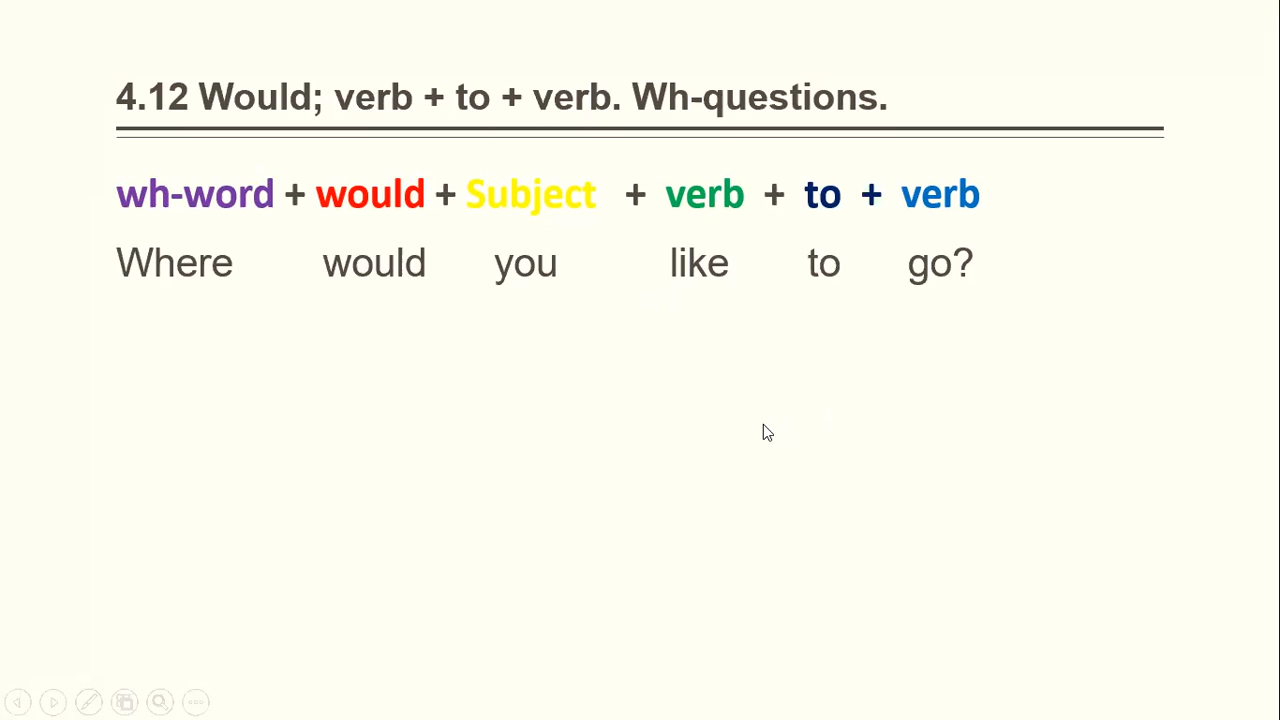 4.12 Would; verb + to + verb. Wh-questions.
wh-word + would + Subject + verb + to + verb
Where would you like to go?